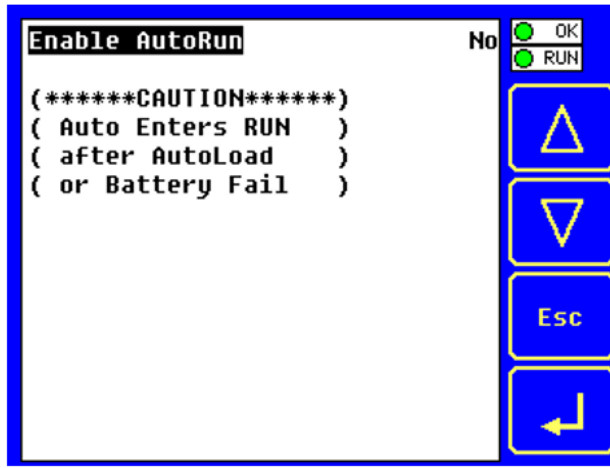 Enable AutoRun No
OK
RUN
(******CAUTION******)
( Auto Enters RUN )
( after AutoLoad )
( or Battery Fail )
Esc